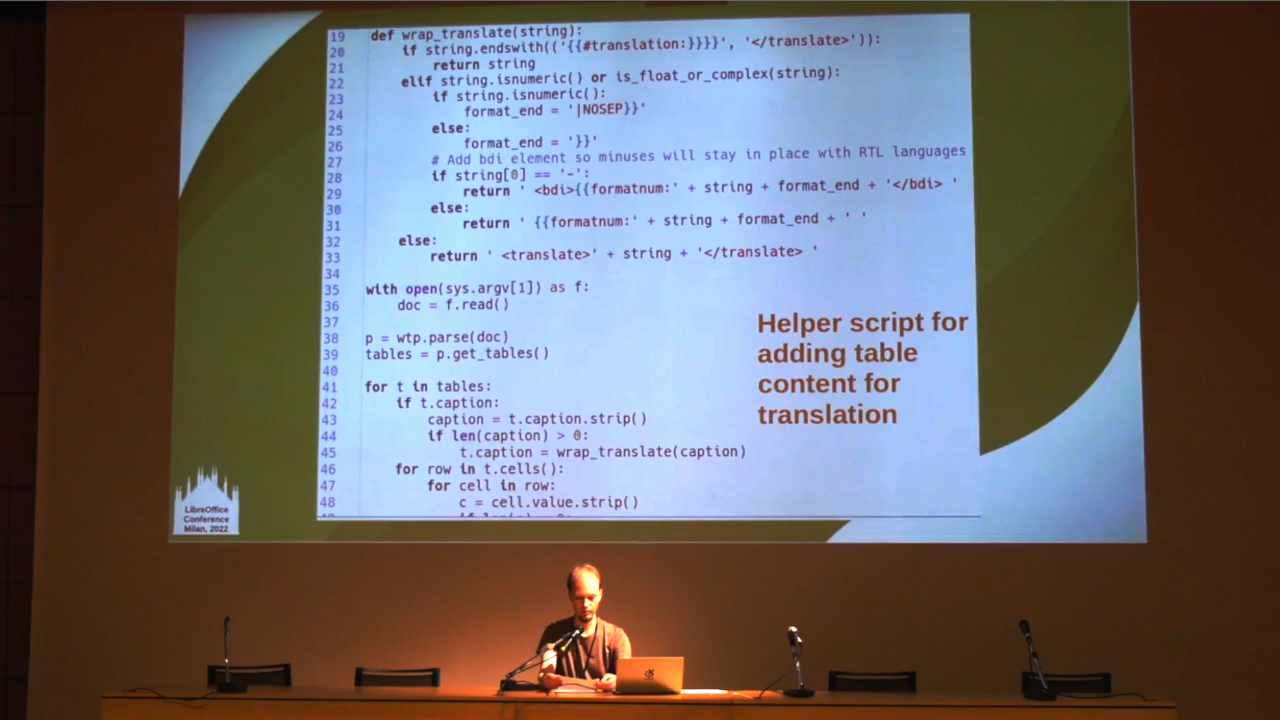 19 def wrap_translate(string):
20 if string.endswith(('{{#translation:}}}}', '</translate>')):
21 return string
22 elif string.isnumeric() or is_float_or_complex(string):
23 if string.isnumeric():
24 format_end = '|NOSEP}}'
25 else:
26 format_end = '}}'
27 # Add bdi element so minuses will stay in place with RTL languages
28 if string[0] == '-':
29 return ' <bdi>{{formatnum:' + string + format_end + '</bdi> '
30 else:
31 return ' {{formatnum:' + string + format_end + ' '
32 else:
33 return ' <translate>' + string + '</translate> '
34
35 with open(sys.argv[1]) as f:
36 doc = f.read()
37
38 p = wtp.parse(doc)
39 tables = p.get_tables()
40
41 for t in tables:
42 if t.caption:
43 caption = t.caption.strip()
44 if len(caption) > 0:
45 t.caption = wrap_translate(caption)
46 for row in t.cells():
47 for cell in row:
48 c = cell.value.strip()
Helper script for
adding table
content for
translation
LibreOffice
Conference
Milan, 2022